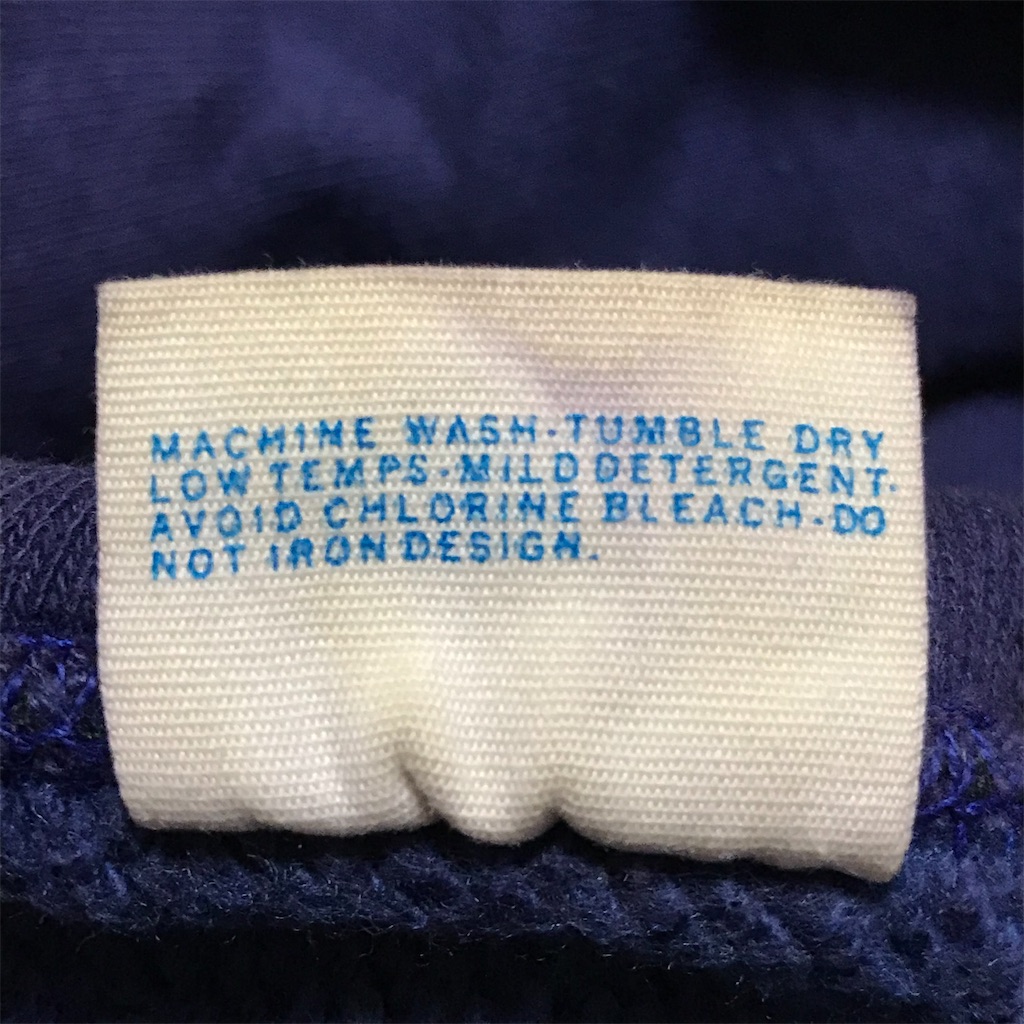 MACHINE WASH-TUMBLE DRY
LOW TEMPS-MILD DETERGENT.
AVOID CHLORINE BLEACH-DO
NOT IRON DESIGN.